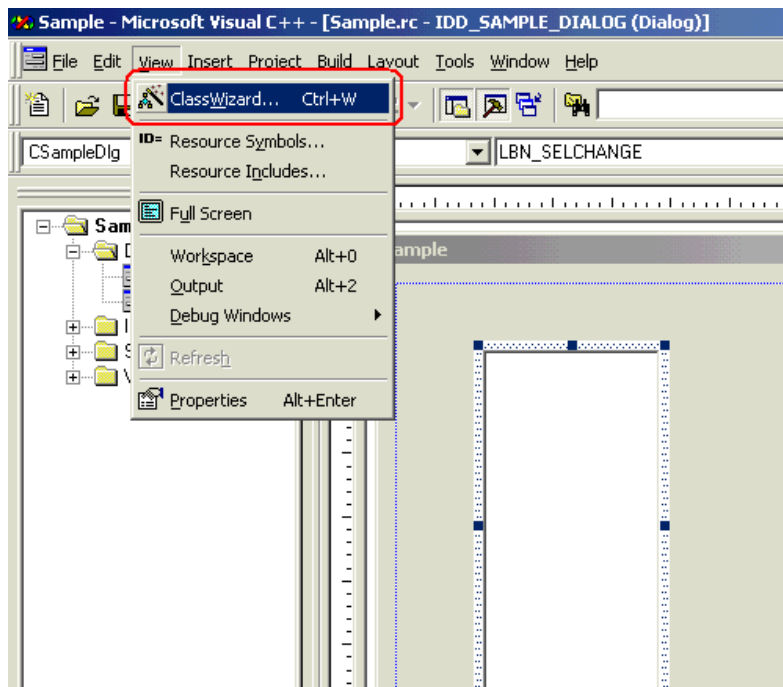 Sample - Microsoft Visual C++ - [Sample.rc - IDD_SAMPLE_DIALOG (Dialog)]
File Edit View Insert Project Build Layout Tools Window Help
ClassWizard... Ctrl+W
CSampleDlg LBN_SELCHANGE
ID= Resource Symbols...
Resource Includes...
Full Screen
Workspace Alt+0
Output Alt+2
Debug Windows
Refresh
Properties Alt+Enter
Sam
ample